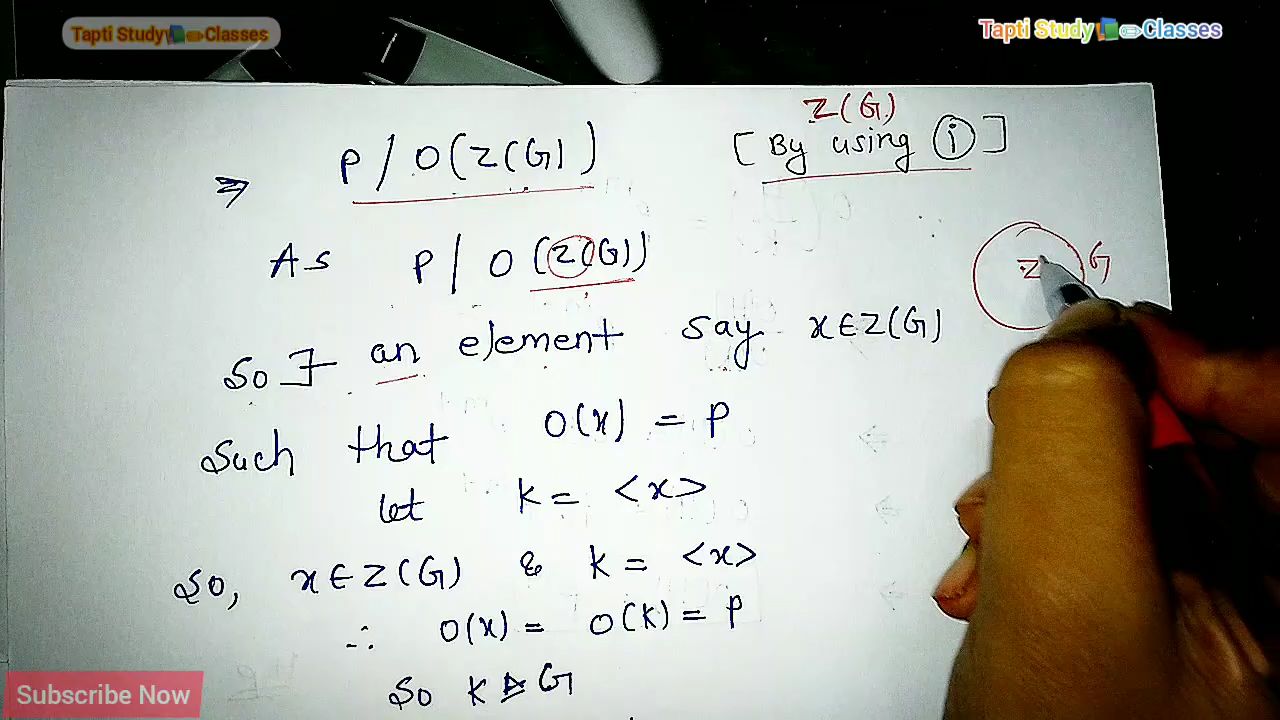 Tapti Study Classes
Tapti Study Classes
Z(G)
⇒ P / O(Z(G)) [By using (i)]
As P / O(Z(G))
Z G
So ∃ an element say x∈Z(G)
Such that O(x) = P
let K = <x>
So, x∈Z(G) & K = <x>
∴ O(x) = O(K) = P
So K ⊵ G
Subscribe Now